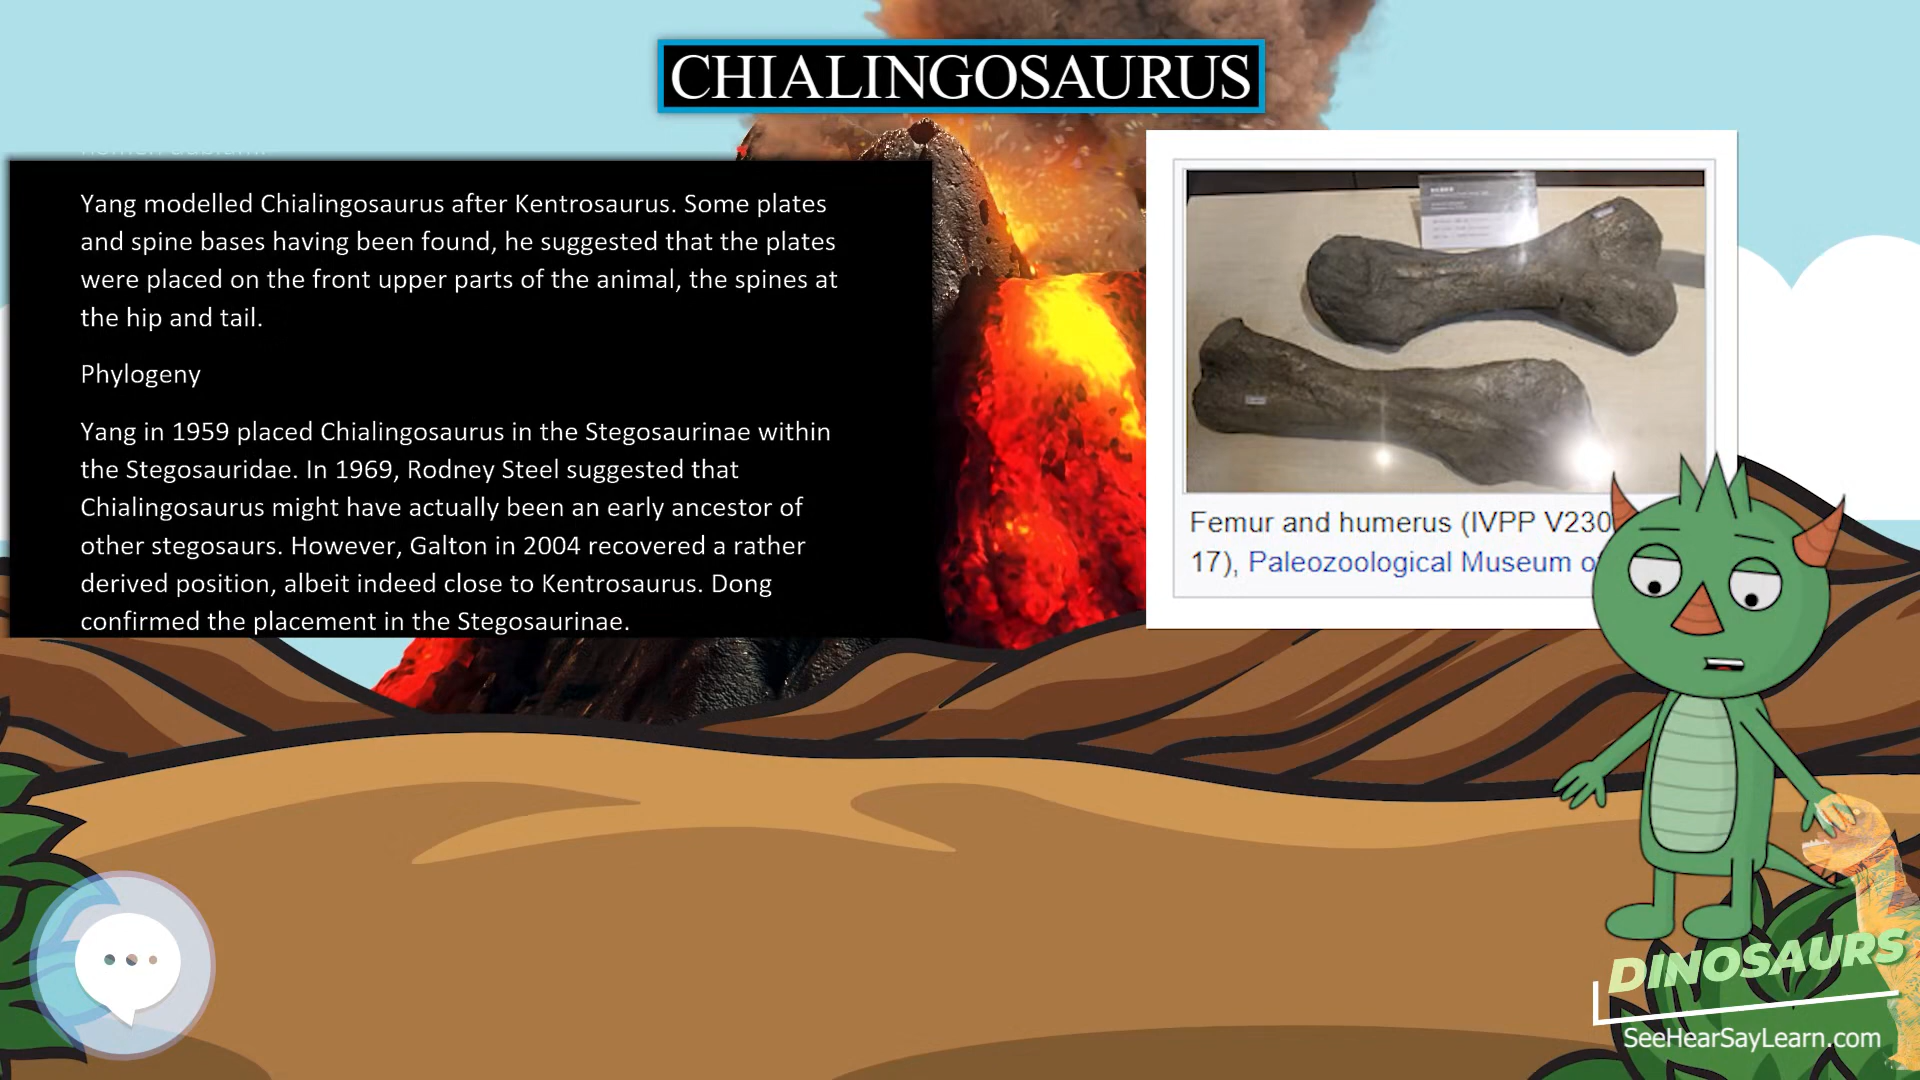 CHIALINGOSAURUS
Yang modelled Chialingosaurus after Kentrosaurus. Some plates
and spine bases having been found, he suggested that the plates
were placed on the front upper parts of the animal, the spines at
the hip and tail.
Phylogeny
Yang in 1959 placed Chialingosaurus in the Stegosaurinae within
the Stegosauridae. In 1969, Rodney Steel suggested that
Chialingosaurus might have actually been an early ancestor of
other stegosaurs. However, Galton in 2004 recovered a rather
derived position, albeit indeed close to Kentrosaurus. Dong
confirmed the placement in the Stegosaurinae.
Femur and humerus (IVPP V230
17), Paleozoological Museum
DINOSAURS
SeeHearSayLearn.com